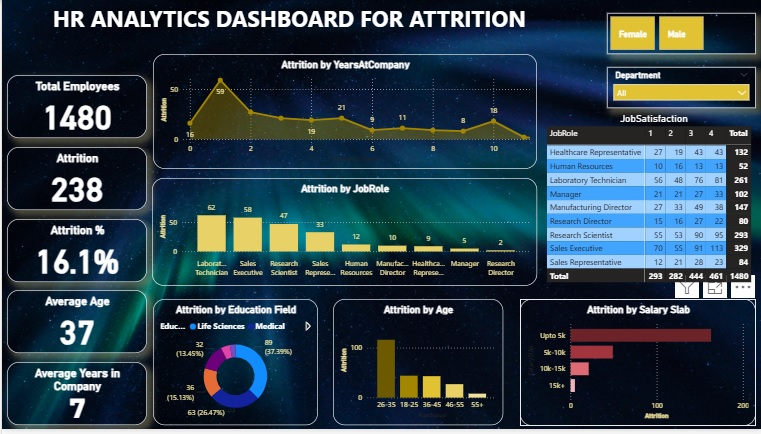 HR ANALYTICS DASHBOARD FOR ATTRITION
Female Male
Department
All
Total Employees
1480
Attrition
238
Attrition %
16.1%
Average Age
37
Average Years in
Company
7
Attrition by YearsAtCompany
Attrition
50
0
16
59
19
21
9
11
8
18
0 2 4 6 8 10
Attrition by JobRole
Attrition
50
0
62 58 47 33 12 10 9 5 2
Laborat... Sales Research Sales Human Manufac... Healthca... Manager Research
Technician Executive Scientist Represe... Resources Director Represe... Director
JobSatisfaction
JobRole 1 2 3 4 Total
Healthcare Representative 27 19 43 43 132
Human Resources 10 16 13 13 52
Laboratory Technician 56 48 76 81 261
Manager 21 21 27 33 102
Manufacturing Director 27 33 49 38 147
Research Director 15 16 27 22 80
Research Scientist 55 53 90 95 293
Sales Executive 70 55 91 113 329
Sales Representative 12 21 28 23 84
Total 293 282 444 461 1480
Attrition by Education Field
Educ... Life Sciences Medical
32
(13.45%)
89
(37.39%)
36
(15.13%)
63 (26.47%)
Attrition by Age
Attrition
100
0
26-35 18-25 36-45 46-55 55+
Attrition by Salary Slab
Upto 5k
5k-10k
10k-15k
15k+
0 100 200
Attrition